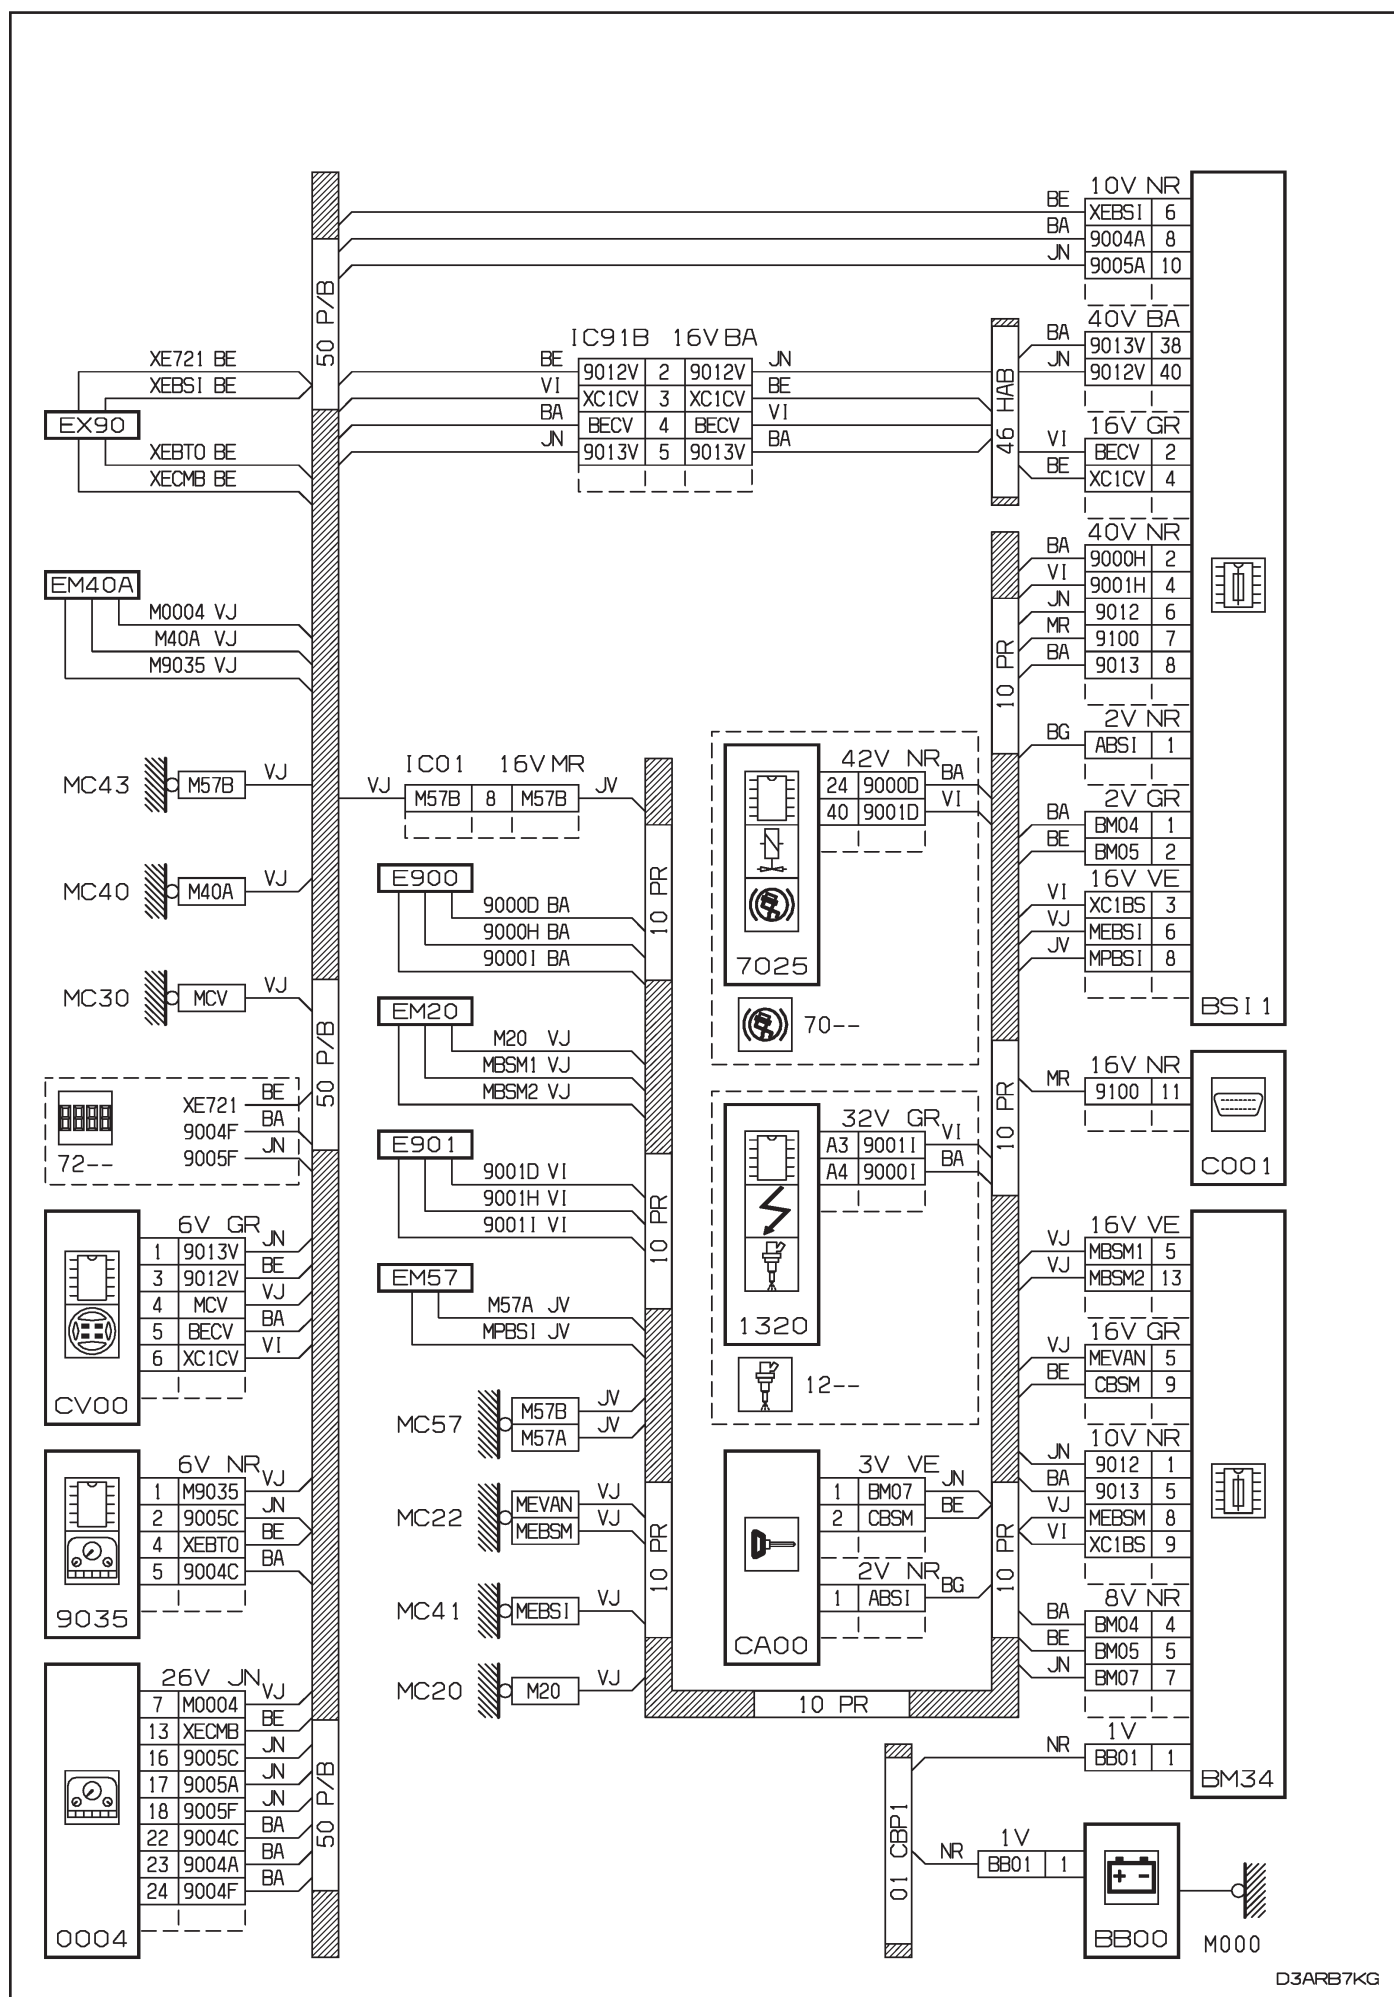 10V NR
BE XEBSI 6
BA 9004A 8
JN 9005A 10
50 P/B
40V BA
BA 9013V 38
JN 9012V 40
IC91B 16V BA
BE 9012V 2 9012V JN
VI XC1CV 3 XC1CV BE
BA BECV 4 BECV VI
JN 9013V 5 9013V BA
46 HAB
XE721 BE
XEBSI BE
EX90
XEBTO BE
XECMB BE
16V GR
VI BECV 2
BE XC1CV 4
40V NR
BA 9000H 2
VI 9001H 4
JN 9012 6
MR 9100 7
BA 9013 8
10 PR
EM40A
M0004 VJ
M40A VJ
M9035 VJ
2V NR
BG ABSI 1
2V GR
BA BM04 1
BE BM05 2
16V VE
VI XC1BS 3
VJ MEBSI 6
JV MPBSI 8
BSI1
MC43 M57B VJ
IC01 16V MR
VJ M57B 8 M57B JV
42V NR
24 9000D BA
40 9001D VI
7025
70--
MC40 M40A VJ
E900
9000D BA
9000H BA
9000I BA
10 PR
MC30 MCV VJ
50 P/B
EM20
M20 VJ
MBSM1 VJ
MBSM2 VJ
72--
XE721 BE
9004F BA
9005F JN
16V NR
MR 9100 11
C001
10 PR
32V GR
A3 9001I VI
A4 9000I BA
1320
12--
E901
9001D VI
9001H VI
9001I VI
10 PR
6V GR
1 9013V JN
3 9012V BE
4 MCV VJ
5 BECV BA
6 XC1CV VI
CV00
EM57
M57A JV
MPBSI JV
16V VE
VJ MBSM1 5
VJ MBSM2 13
16V GR
VJ MEVAN 5
BE CBSM 9
MC57 M57B JV
M57A JV
6V NR
1 M9035 VJ
2 9005C JN
4 XEBTO BE
5 9004C BA
9035
MC22 MEVAN VJ
MEBSM VJ
10 PR
3V VE
1 BM07 JN
2 CBSM BE
2V NR
1 ABSI BG
CA00
10 PR
10V NR
JN 9012 1
BA 9013 5
VJ MEBSM 8
VI XC1BS 9
MC41 MEBSI VJ
8V NR
BA BM04 4
BE BM05 5
JN BM07 7
MC20 M20 VJ
10 PR
26V JN
7 M0004 VJ
13 XECMB BE
16 9005C JN
17 9005A JN
18 9005F JN
22 9004C BA
23 9004A BA
24 9004F BA
0004
50 P/B
1V
NR BB01 1
BM34
01 CBP1
1V
NR BB01 1
BB00
M000
D3ARB7KG